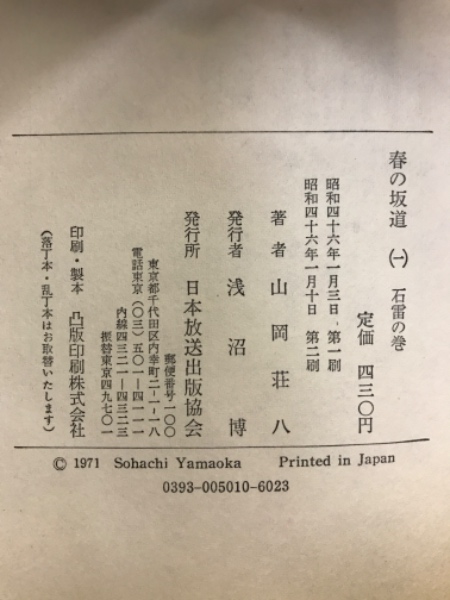 春の坂道 ㈠ 石雷の巻
定価 四三〇円
昭和四十六年一月三日 第一刷
昭和四十六年一月十日 第二刷
著者 山岡荘八
発行者 浅沼博
発行所 日本放送出版協会
郵便番号一〇〇
東京都千代田区内幸町二-一-一八
電話東京(〇三)五〇一-四一一一
内線四三二一-四三二三
振替東京四九七〇一
印刷・製本 凸版印刷株式会社
(落丁本・乱丁本はお取替いたします)
© 1971 Sohachi Yamaoka Printed in Japan
0393-005010-6023